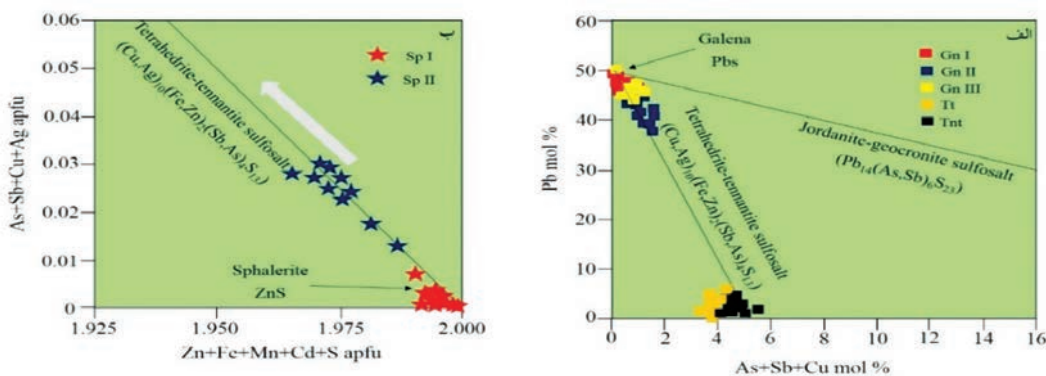 0.06
0.05
0.04
0.03
0.02
0.01
0
1.925
1.950
1.975
2.000
As+Sb+Cu+Ag apfu
Zn+Fe+Mn+Cd+S apfu
ب
Sp I
Sp II
Tetrahedrite-tennantite sulfosalt
(Cu,Ag)10(Fe,Zn)2(Sb,As)4S13)
Sphalerite
ZnS
60
50
40
30
20
10
0
0
2
4
6
8
10
12
14
16
Pb mol %
As+Sb+Cu mol %
الف
Galena
Pbs
Gn I
Gn II
Gn III
Tt
Tnt
Jordanite-geocronite sulfosalt
(Pb14(As,Sb)6S23)
Tetrahedrite-tennantite sulfosalt
(Cu,Ag)10(Fe,Zn)2(Sb,As)4S13)